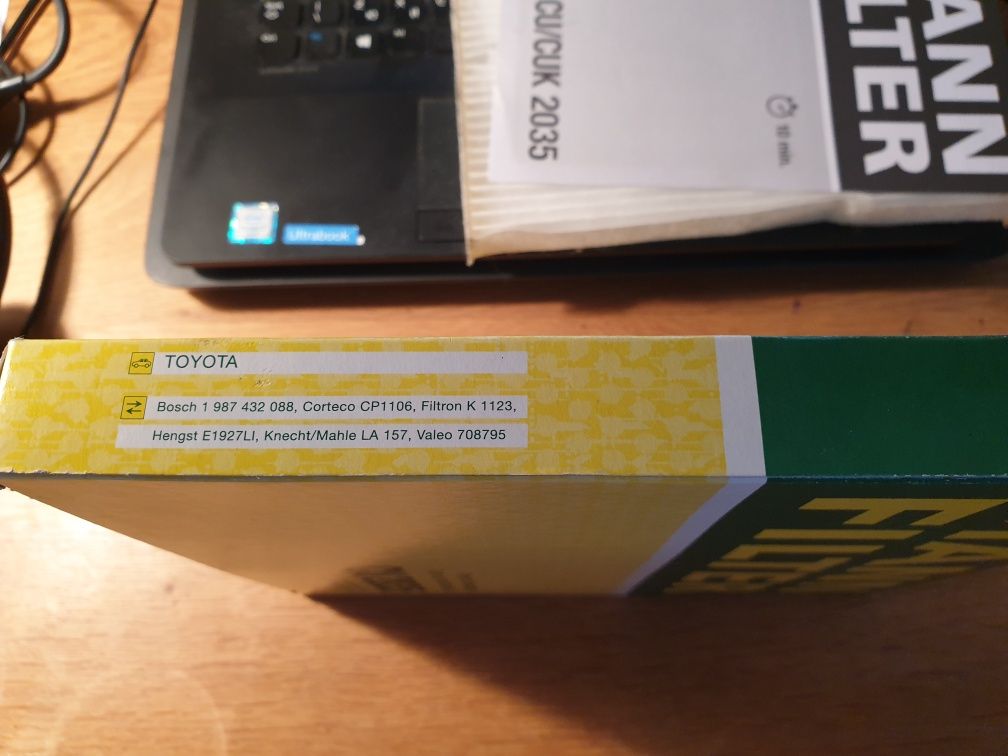 CU/CUK 2035
10 min.
ANN
LTER
Ultrabook
TOYOTA
Bosch 1 987 432 088, Corteco CP1106, Filtron K 1123,
Hengst E1927LI, Knecht/Mahle LA 157, Valeo 708795